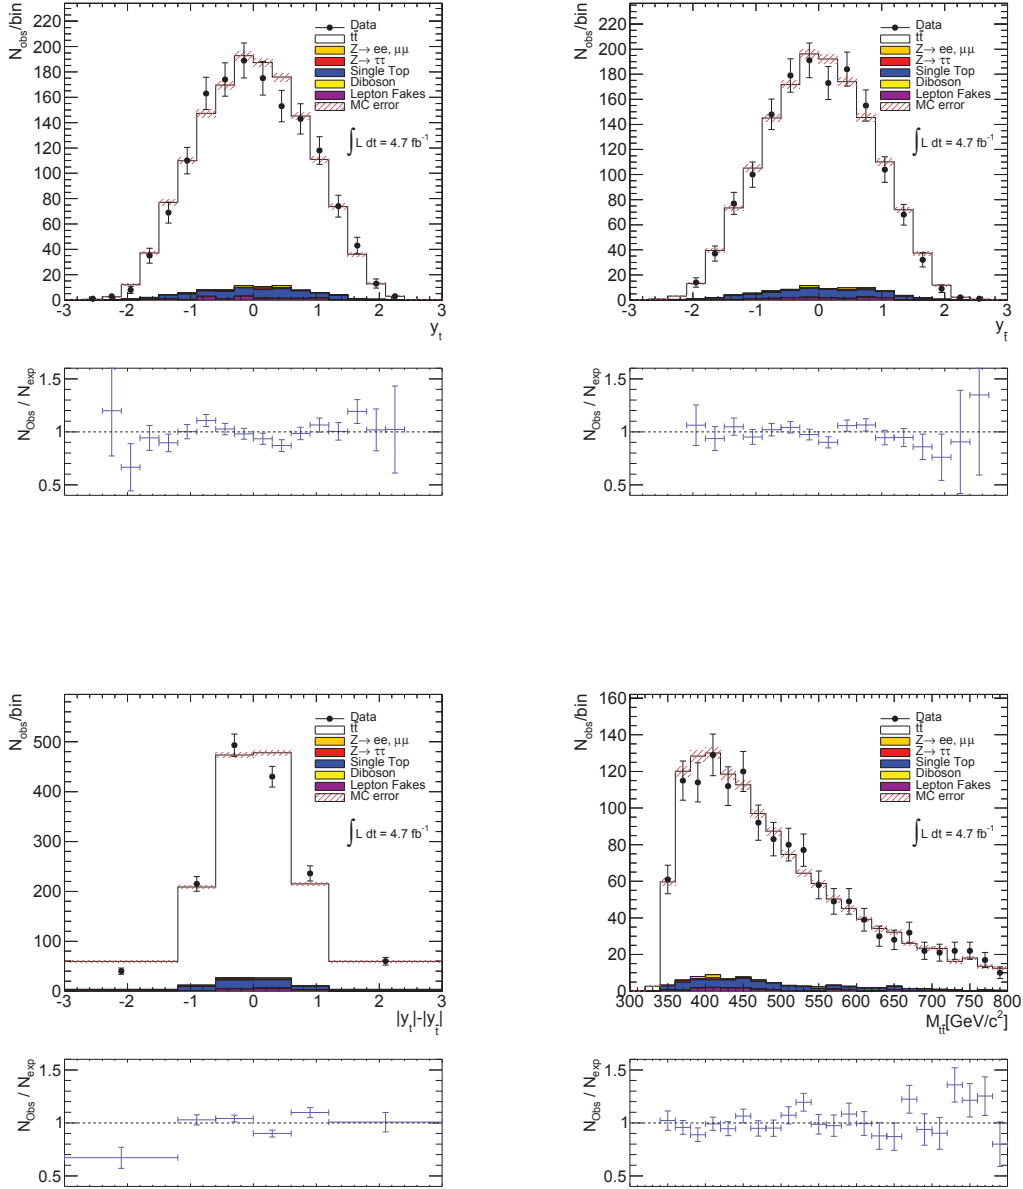 N_obs/bin
220
200
180
160
140
120
100
80
60
40
20
0
Data
tt̄
Z→ ee, μμ
Z→ ττ
Single Top
Diboson
Lepton Fakes
MC error
∫ L dt = 4.7 fb⁻¹
-3 -2 -1 0 1 2 3
y_t
N_Obs / N_exp
1.5
1
0.5
N_obs/bin
220
200
180
160
140
120
100
80
60
40
20
0
Data
tt̄
Z→ ee, μμ
Z→ ττ
Single Top
Diboson
Lepton Fakes
MC error
∫ L dt = 4.7 fb⁻¹
-3 -2 -1 0 1 2 3
y_t̄
N_Obs / N_exp
1.5
1
0.5
N_obs/bin
500
400
300
200
100
0
Data
tt̄
Z→ ee, μμ
Z→ ττ
Single Top
Diboson
Lepton Fakes
MC error
∫ L dt = 4.7 fb⁻¹
-3 -2 -1 0 1 2 3
|y_t|-|y_t̄|
N_Obs / N_exp
1.5
1
0.5
N_obs/bin
160
140
120
100
80
60
40
20
0
Data
tt̄
Z→ ee, μμ
Z→ ττ
Single Top
Diboson
Lepton Fakes
MC error
∫ L dt = 4.7 fb⁻¹
300 350 400 450 500 550 600 650 700 750 800
M_tt̄[GeV/c²]
N_Obs / N_exp
1.5
1
0.5